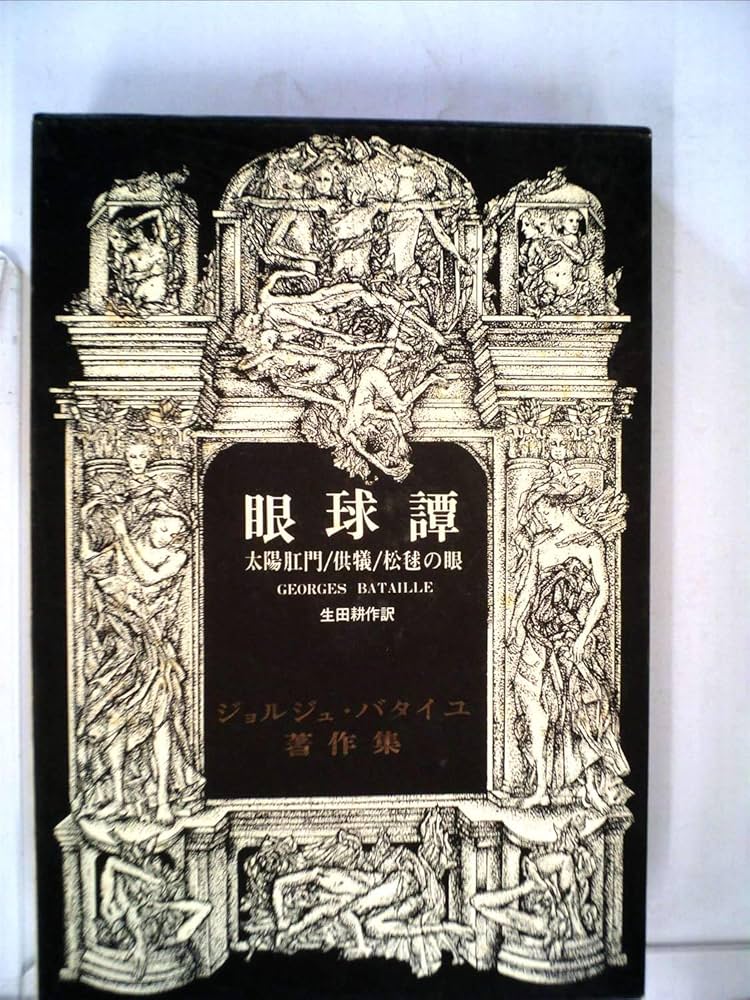 眼球譚
太陽肛門/供犠/松毬の眼
GEORGES BATAILLE
生田耕作訳
ジョルジュ・バタイユ
著作集